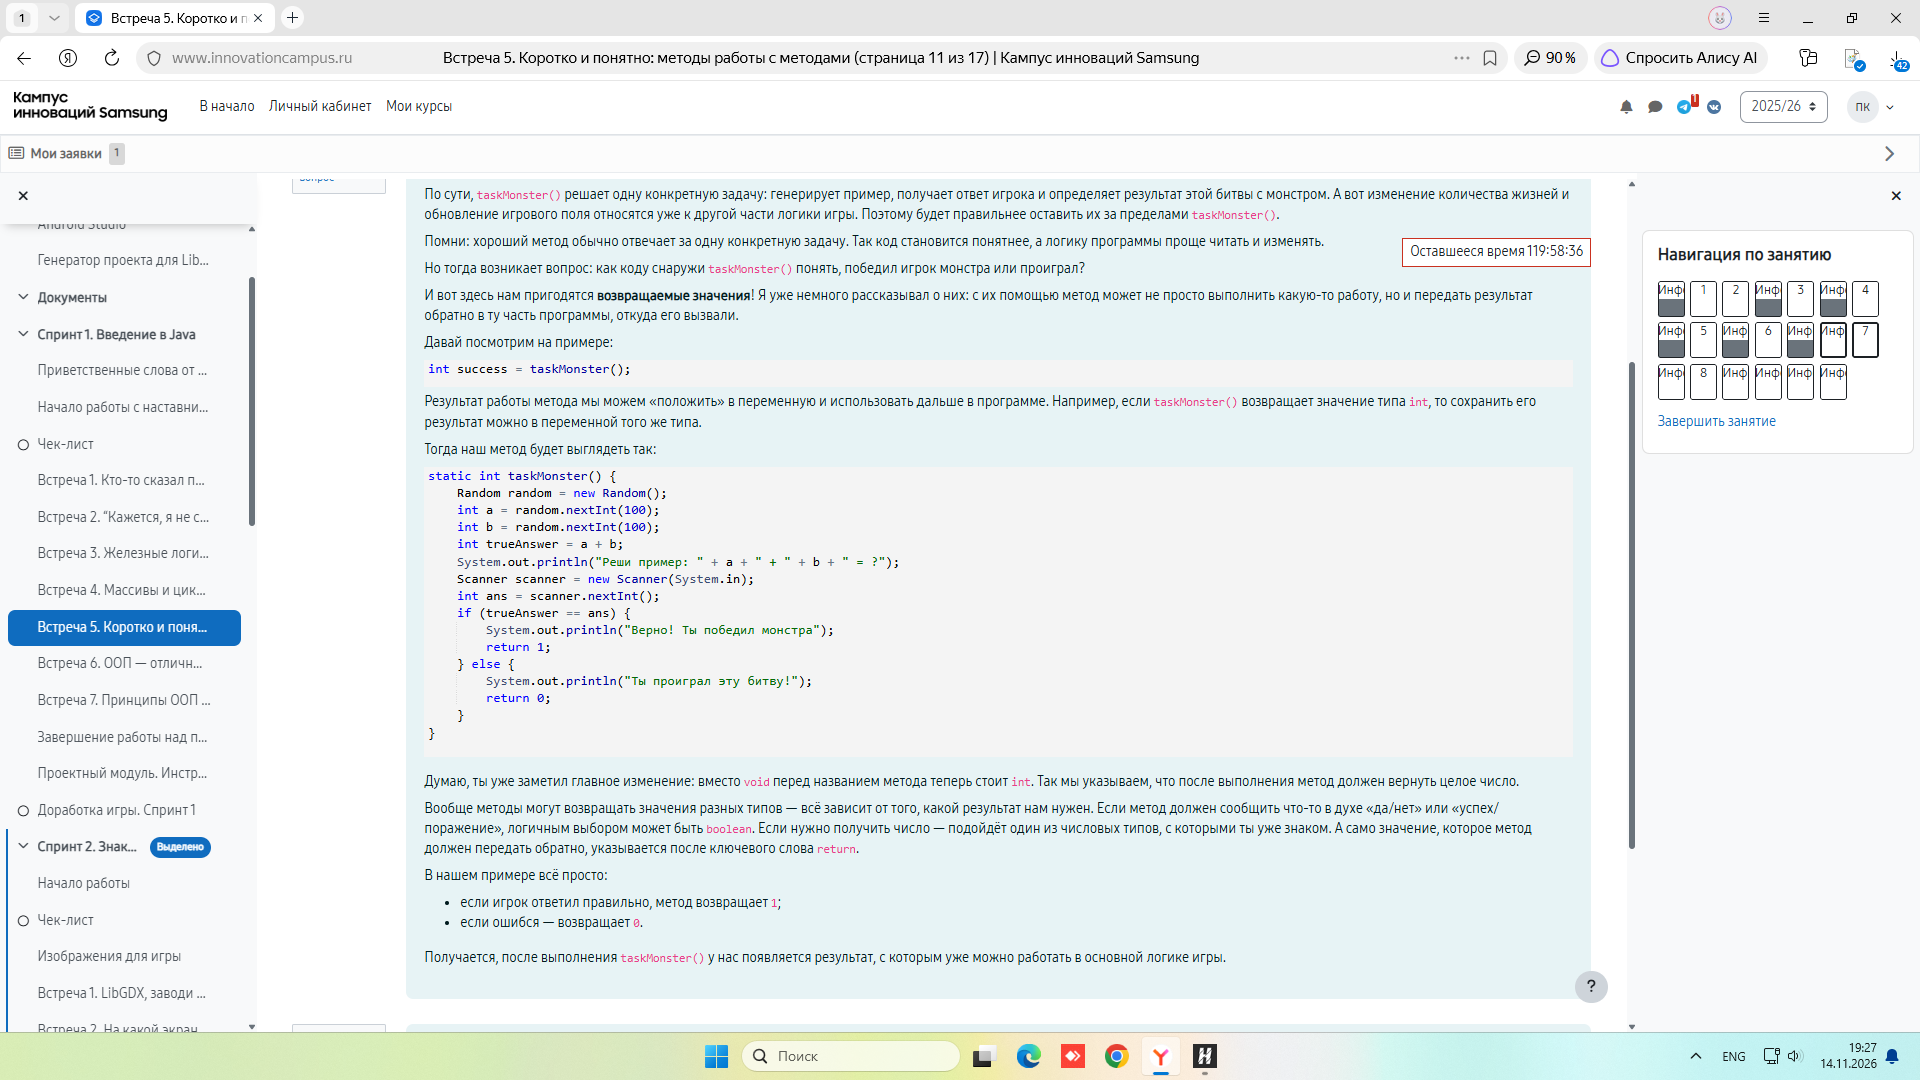 1
Встреча 5. Коротко и п
www.innovationcampus.ru
Встреча 5. Коротко и понятно: методы работы с методами (страница 11 из 17) | Кампус инноваций Samsung
90 %
Спросить Алису AI
42
Кампус
инноваций Samsung
В начало
Личный кабинет
Мои курсы
1
2025/26
ПК
Мои заявки
1
Android Studio
Генератор проекта для Lib...
Документы
Спринт 1. Введение в Java
Приветственные слова от ...
Начало работы с наставни...
Чек-лист
Встреча 1. Кто-то сказал п...
Встреча 2. “Кажется, я не с...
Встреча 3. Железные логи...
Встреча 4. Массивы и цик...
Встреча 5. Коротко и поня...
Встреча 6. ООП — отличн...
Встреча 7. Принципы ООП ...
Завершение работы над п...
Проектный модуль. Инстр...
Доработка игры. Спринт 1
Спринт 2. Знак...
Выделено
Начало работы
Чек-лист
Изображения для игры
Встреча 1. LibGDX, заводи ...
Встреча 2. На какой экран
вопрос
По сути, taskMonster() решает одну конкретную задачу: генерирует пример, получает ответ игрока и определяет результат этой битвы с монстром. А вот изменение количества жизней и
обновление игрового поля относятся уже к другой части логики игры. Поэтому будет правильнее оставить их за пределами taskMonster().
Помни: хороший метод обычно отвечает за одну конкретную задачу. Так код становится понятнее, а логику программы проще читать и изменять.
Оставшееся время 119:58:36
Но тогда возникает вопрос: как коду снаружи taskMonster() понять, победил игрок монстра или проиграл?
И вот здесь нам пригодятся возвращаемые значения! Я уже немного рассказывал о них: с их помощью метод может не просто выполнить какую-то работу, но и передать результат
обратно в ту часть программы, откуда его вызвали.
Давай посмотрим на примере:
int success = taskMonster();
Результат работы метода мы можем «положить» в переменную и использовать дальше в программе. Например, если taskMonster() возвращает значение типа int, то сохранить его
результат можно в переменной того же типа.
Тогда наш метод будет выглядеть так:
static int taskMonster() {
    Random random = new Random();
    int a = random.nextInt(100);
    int b = random.nextInt(100);
    int trueAnswer = a + b;
    System.out.println("Реши пример: " + a + " + " + b + " = ?");
    Scanner scanner = new Scanner(System.in);
    int ans = scanner.nextInt();
    if (trueAnswer == ans) {
        System.out.println("Верно! Ты победил монстра");
        return 1;
    } else {
        System.out.println("Ты проиграл эту битву!");
        return 0;
    }
}
Думаю, ты уже заметил главное изменение: вместо void перед названием метода теперь стоит int. Так мы указываем, что после выполнения метод должен вернуть целое число.
Вообще методы могут возвращать значения разных типов — всё зависит от того, какой результат нам нужен. Если метод должен сообщить что-то в духе «да/нет» или «успех/
поражение», логичным выбором может быть boolean. Если нужно получить число — подойдёт один из числовых типов, с которыми ты уже знаком. А само значение, которое метод
должен передать обратно, указывается после ключевого слова return.
В нашем примере всё просто:
• если игрок ответил правильно, метод возвращает 1;
• если ошибся — возвращает 0.
Получается, после выполнения taskMonster() у нас появляется результат, с которым уже можно работать в основной логике игры.
?
Навигация по занятию
Инф 1 2 Инф 3 Инф 4
Инф 5 Инф 6 Инф Инф 7
Инф 8 Инф Инф Инф Инф
Завершить занятие
Поиск
ENG
19:27
14.11.2026